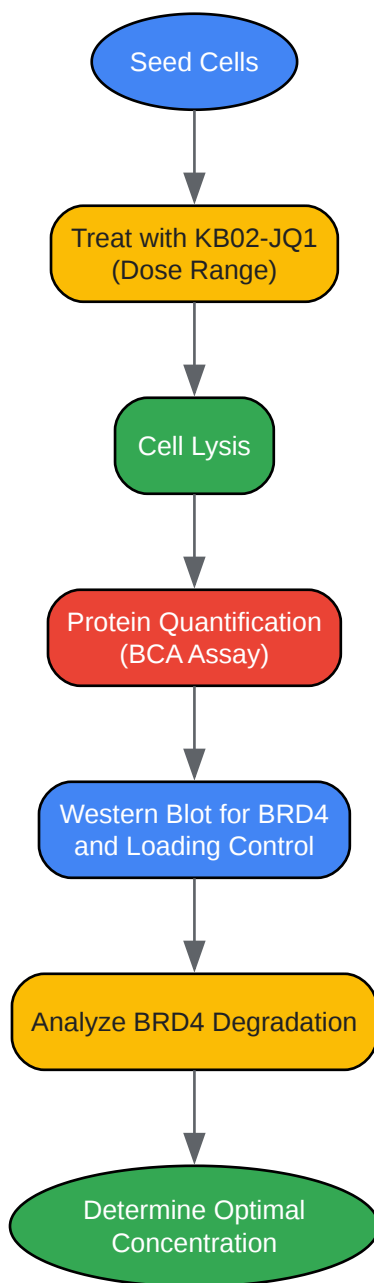 Seed Cells
Treat with KB02-JQ1
(Dose Range)
Cell Lysis
Protein Quantification
(BCA Assay)
Western Blot for BRD4
and Loading Control
Analyze BRD4 Degradation
Determine Optimal
Concentration